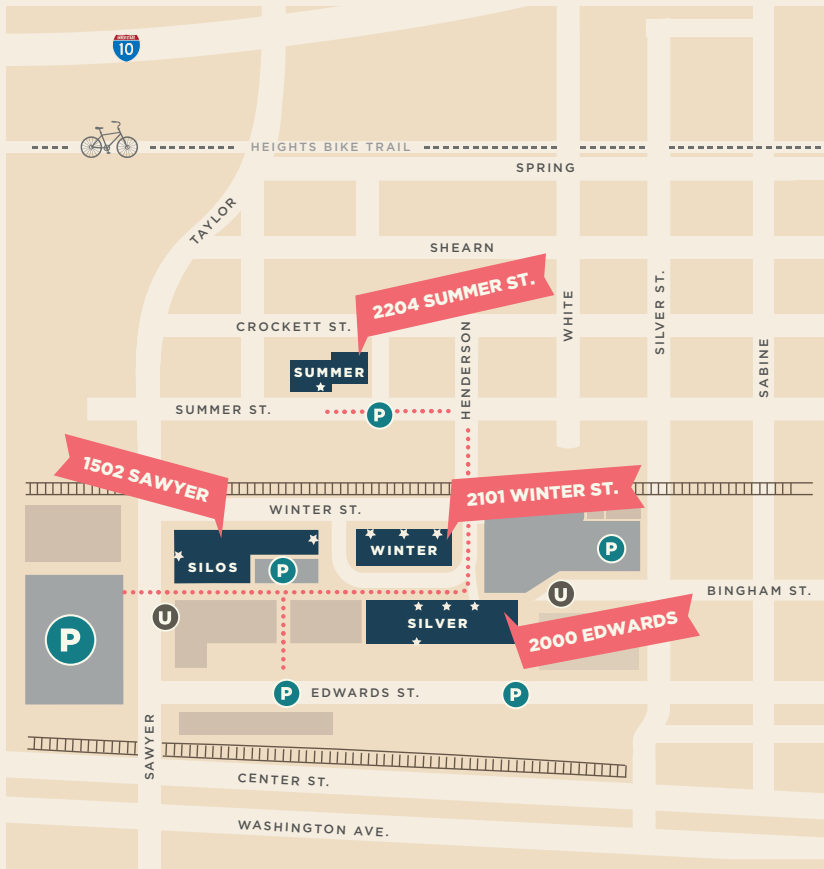 10
HEIGHTS BIKE TRAIL
SPRING
TAYLOR
SHEARN
2204 SUMMER ST.
WHITE
SILVER ST.
CROCKETT ST.
HENDERSON
SABINE
SUMMER
SUMMER ST.
P
1502 SAWYER
2101 WINTER ST.
WINTER ST.
WINTER
P
SILOS
P
BINGHAM ST.
U
U
P
SILVER
2000 EDWARDS
P
EDWARDS ST.
P
SAWYER
CENTER ST.
WASHINGTON AVE.